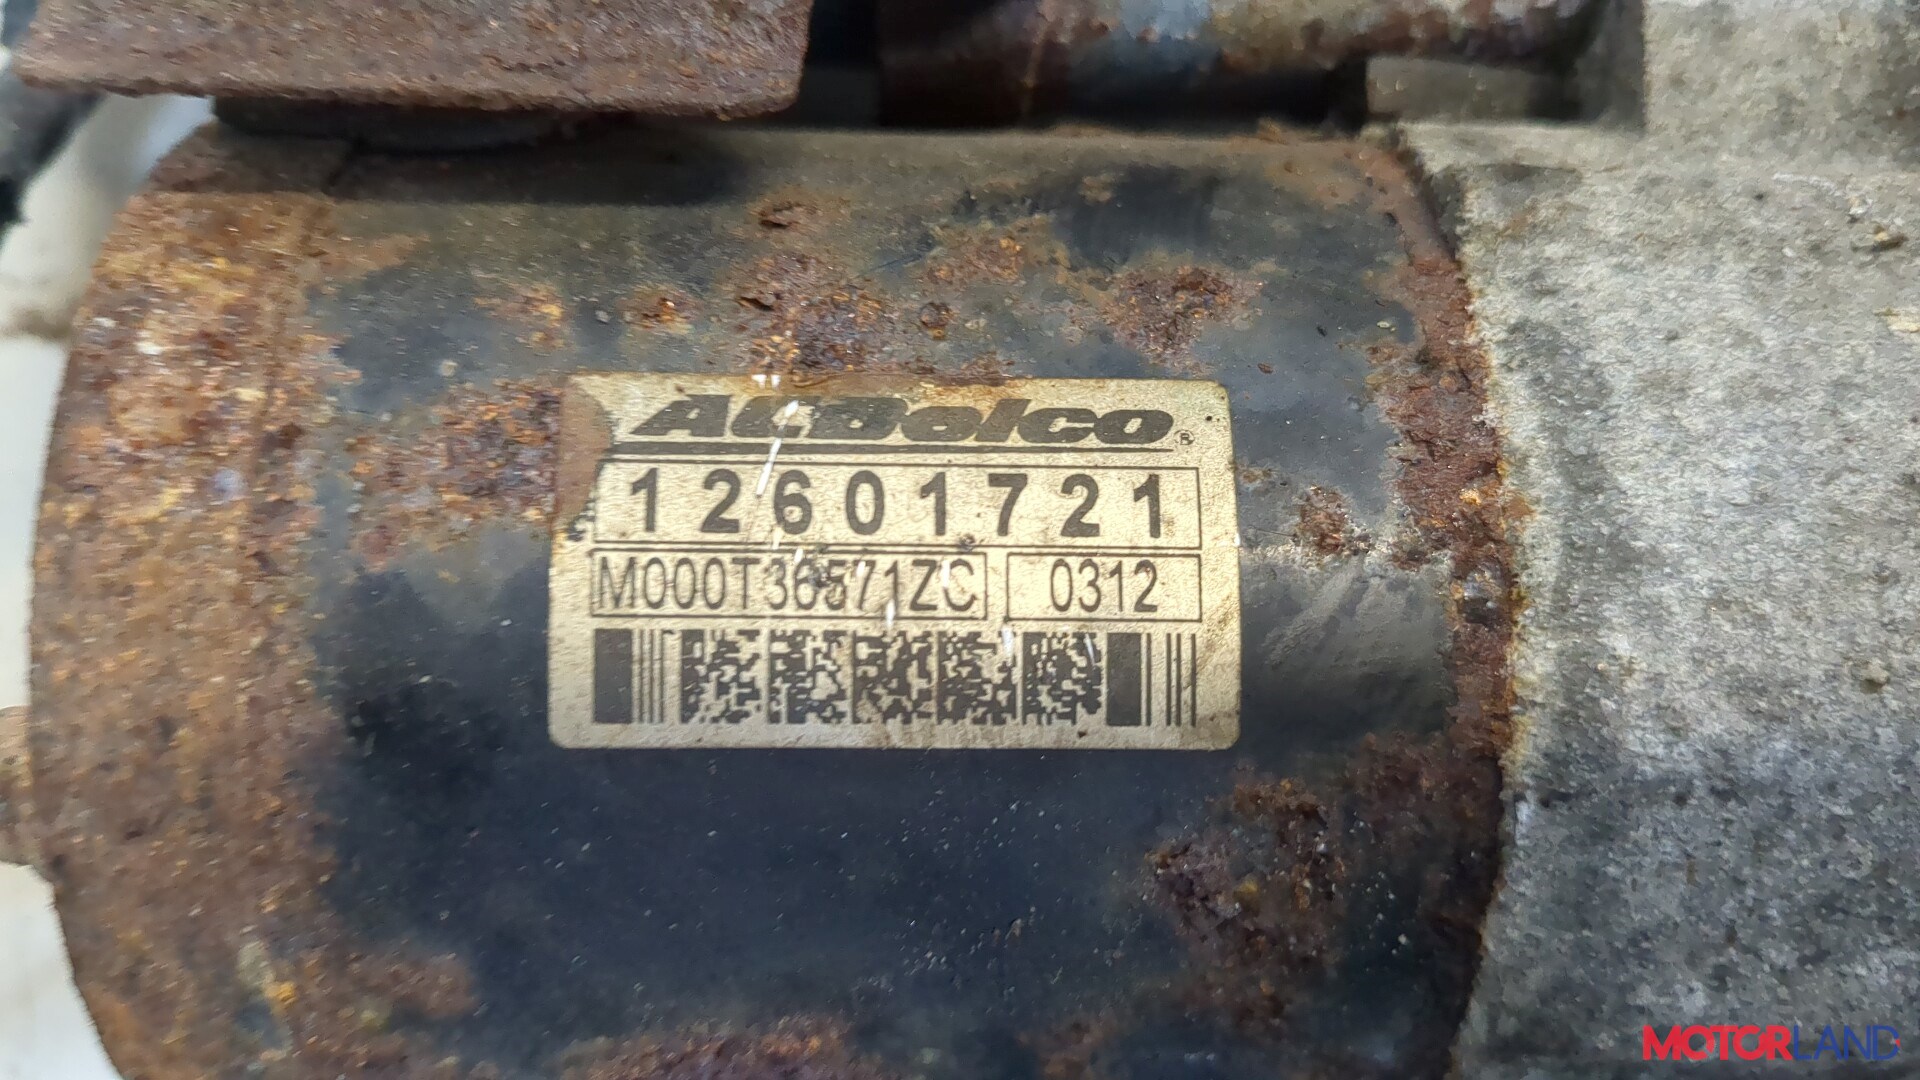 ACDelco®
12601721
M000T36571ZC 0312
MOTORLAND